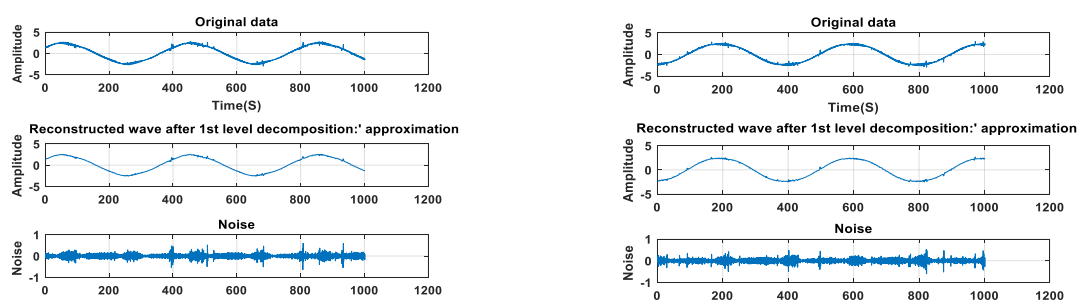 Original data
Amplitude
5
0
-5
0 200 400 600 800 1000 1200
Time(S)
Reconstructed wave after 1st level decomposition:' approximation
Amplitude
5
0
-5
0 200 400 600 800 1000 1200
Noise
Noise
1
0
-1
0 200 400 600 800 1000 1200
Original data
Amplitude
5
0
-5
0 200 400 600 800 1000 1200
Time(S)
Reconstructed wave after 1st level decomposition:' approximation
Amplitude
5
0
-5
0 200 400 600 800 1000 1200
Noise
Noise
1
0
-1
0 200 400 600 800 1000 1200